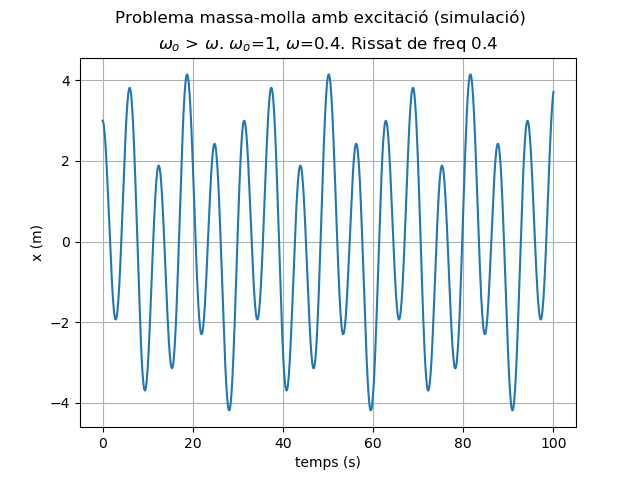 Problema massa-molla amb excitació (simulació)
ωₒ > ω. ωₒ=1, ω=0.4. Rissat de freq 0.4
4
2
0
−2
−4
x (m)
0 20 40 60 80 100
temps (s)